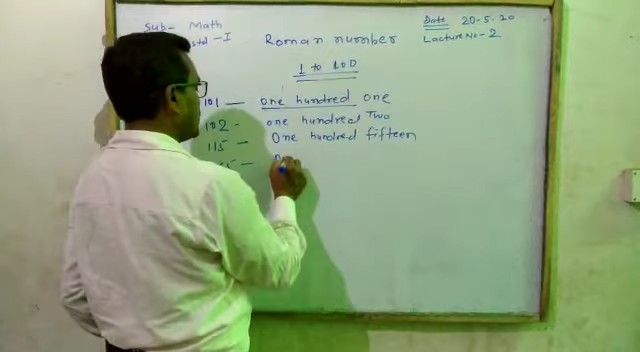 Sub- Math
Date 20-5-20
std -I
Roman number
Lecture No- 2
1 to 100
101 — one hundred one
102 - one hundred Two
115 — One hundred fifteen